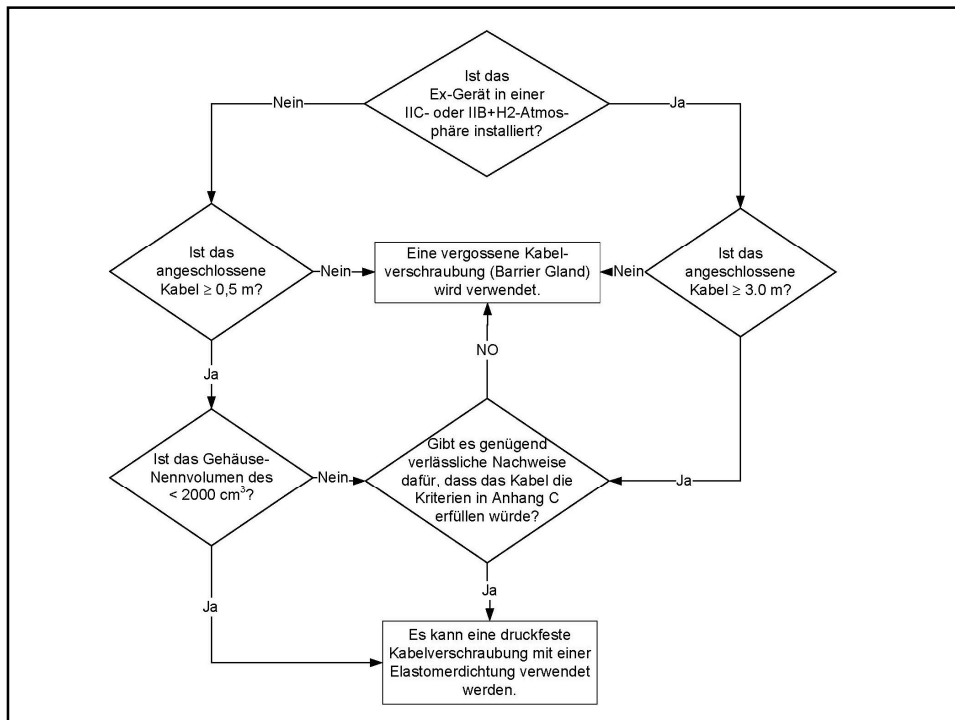 Ist das
Ex-Gerät in einer
IIC- oder IIB+H2-Atmos-
phäre installiert?
Nein
Ja
Ist das
angeschlossene
Kabel ≥ 0,5 m?
Nein
Eine vergossene Kabel-
verschraubung (Barrier Gland)
wird verwendet.
Nein
Ist das
angeschlossene
Kabel ≥ 3.0 m?
Ja
NO
Ist das Gehäuse-
Nennvolumen des
< 2000 cm³?
Nein
Gibt es genügend
verlässliche Nachweise
dafür, dass das Kabel die
Kriterien in Anhang C
erfüllen würde?
Ja
Ja
Ja
Es kann eine druckfeste
Kabelverschraubung mit einer
Elastomerdichtung verwendet
werden.